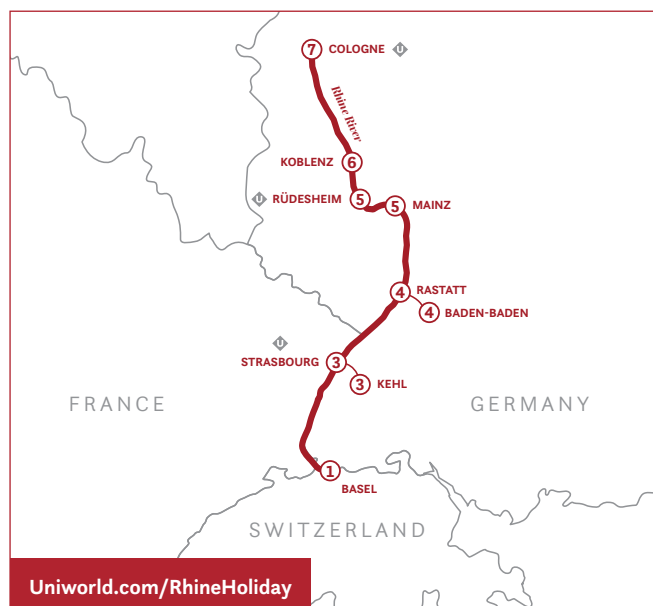 7 COLOGNE U
Rhine River
KOBLENZ 6
U RÜDESHEIM 5
5 MAINZ
4 RASTATT
4 BADEN-BADEN
U
STRASBOURG 3
3 KEHL
FRANCE
GERMANY
1
BASEL
SWITZERLAND
Uniworld.com/RhineHoliday